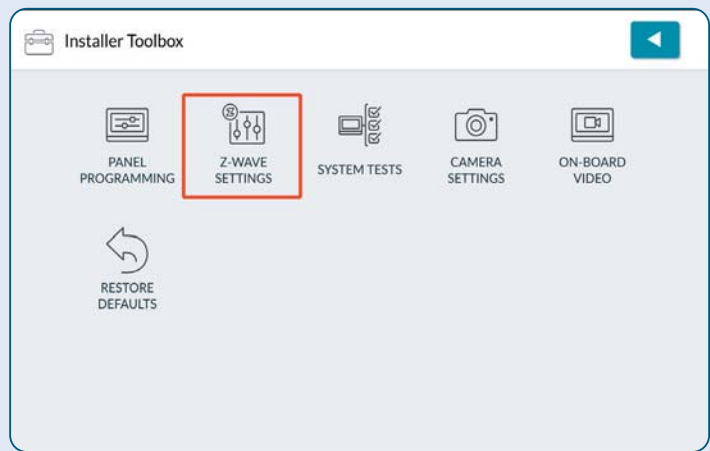 Installer Toolbox
PANEL
PROGRAMMING
Z-WAVE
SETTINGS
SYSTEM TESTS
CAMERA
SETTINGS
ON-BOARD
VIDEO
RESTORE
DEFAULTS